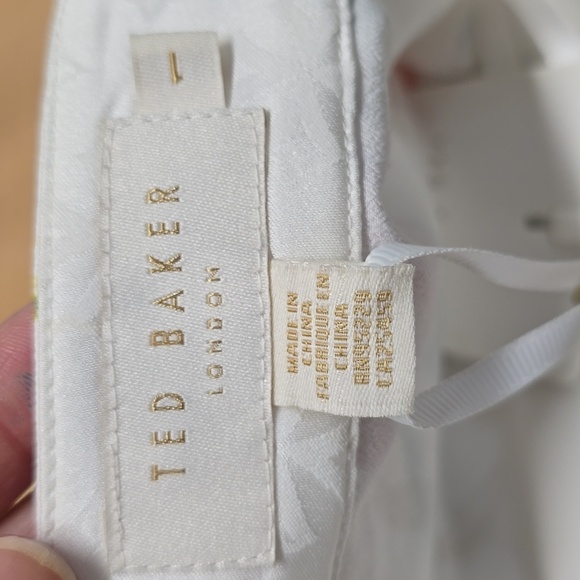 1
TED BAKER
LONDON
MADE IN
CHINA
FABRIQUE EN
CHINA